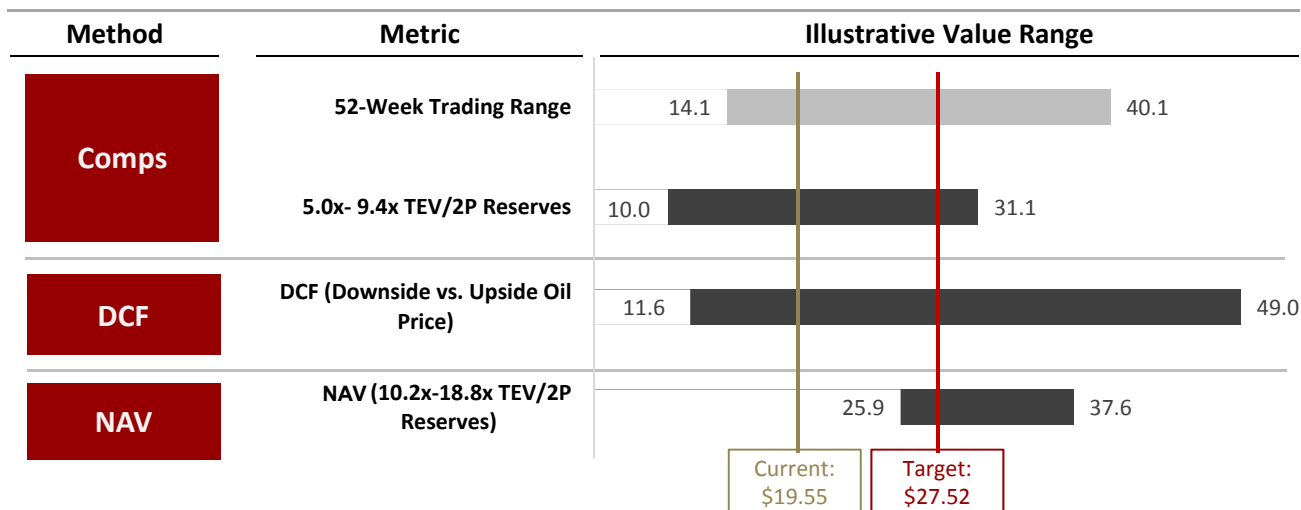 Method Metric Illustrative Value Range
Comps
52-Week Trading Range
14.1 40.1
5.0x- 9.4x TEV/2P Reserves
10.0 31.1
DCF
DCF (Downside vs. Upside Oil
Price)
11.6 49.0
NAV
NAV (10.2x-18.8x TEV/2P
Reserves)
25.9 37.6
Current:
$19.55
Target:
$27.52